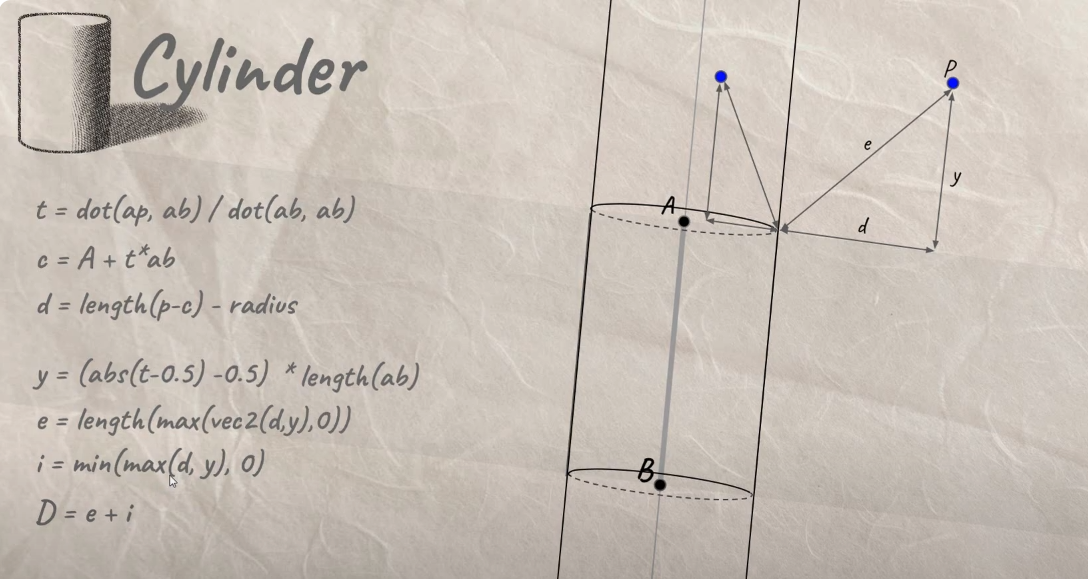 Cylinder
t = dot(ap, ab) / dot(ab, ab)
c = A + t*ab
d = length(p-c) - radius
y = (abs(t-0.5) -0.5) * length(ab)
e = length(max(vec2(d,y),0))
i = min(max(d, y), 0)
D = e + i
P
e
y
A
d
B